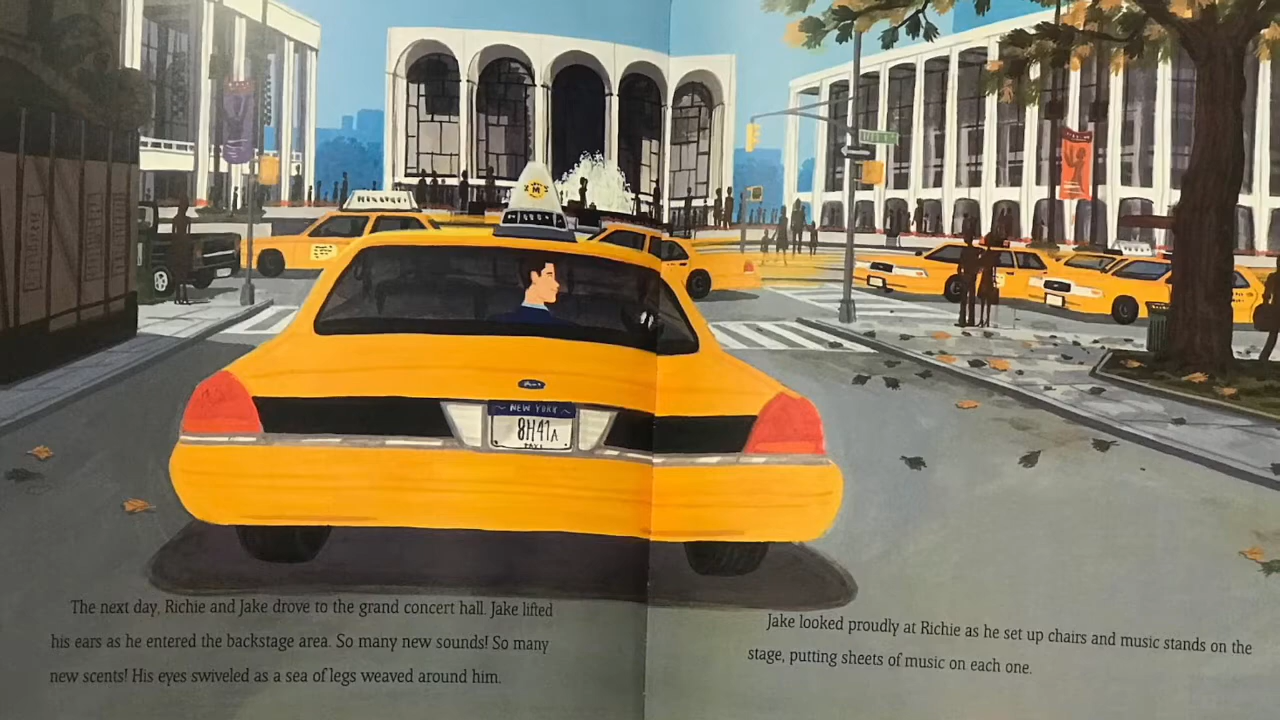 NEW YORK
8H41A
TAXI
The next day, Richie and Jake drove to the grand concert hall. Jake lifted
his ears as he entered the backstage area. So many new sounds! So many
new scents! His eyes swiveled as a sea of legs weaved around him.
Jake looked proudly at Richie as he set up chairs and music stands on the
stage, putting sheets of music on each one.